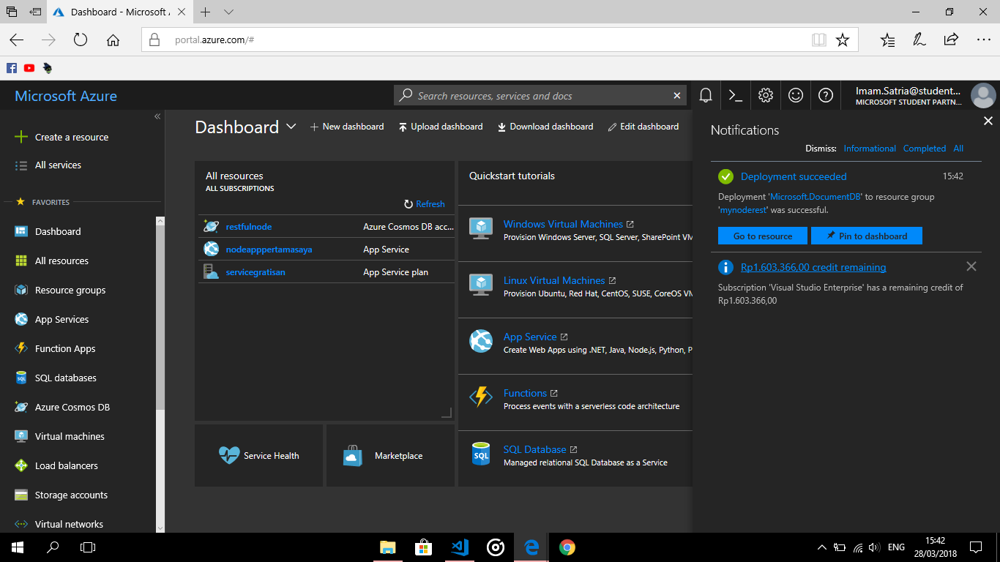 Dashboard - Microsoft A
portal.azure.com/#
Microsoft Azure
Search resources, services and docs
Imam.Satria@student...
MICROSOFT STUDENT PARTN...
Create a resource
All services
FAVORITES
Dashboard
All resources
Resource groups
App Services
Function Apps
SQL databases
Azure Cosmos DB
Virtual machines
Load balancers
Storage accounts
Virtual networks
Dashboard
New dashboard
Upload dashboard
Download dashboard
Edit dashboard
All resources
ALL SUBSCRIPTIONS
Refresh
restfulnode Azure Cosmos DB acc...
nodeapppertamasaya App Service
servicegratisan App Service plan
Service Health
Marketplace
Quickstart tutorials
Windows Virtual Machines
Provision Windows Server, SQL Server, SharePoint VM
Linux Virtual Machines
Provision Ubuntu, Red Hat, CentOS, SUSE, CoreOS VM
App Service
Create Web Apps using .NET, Java, Node.js, Python, P
Functions
Process events with a serverless code architecture
SQL
SQL Database
Managed relational SQL Database as a Service
Notifications
Dismiss: Informational Completed All
Deployment succeeded 15:42
Deployment 'Microsoft.DocumentDB' to resource group
'mynoderest' was successful.
Go to resource
Pin to dashboard
Rp1.603.366,00 credit remaining
Subscription 'Visual Studio Enterprise' has a remaining credit of
Rp1.603.366,00
ENG
15:42
28/03/2018